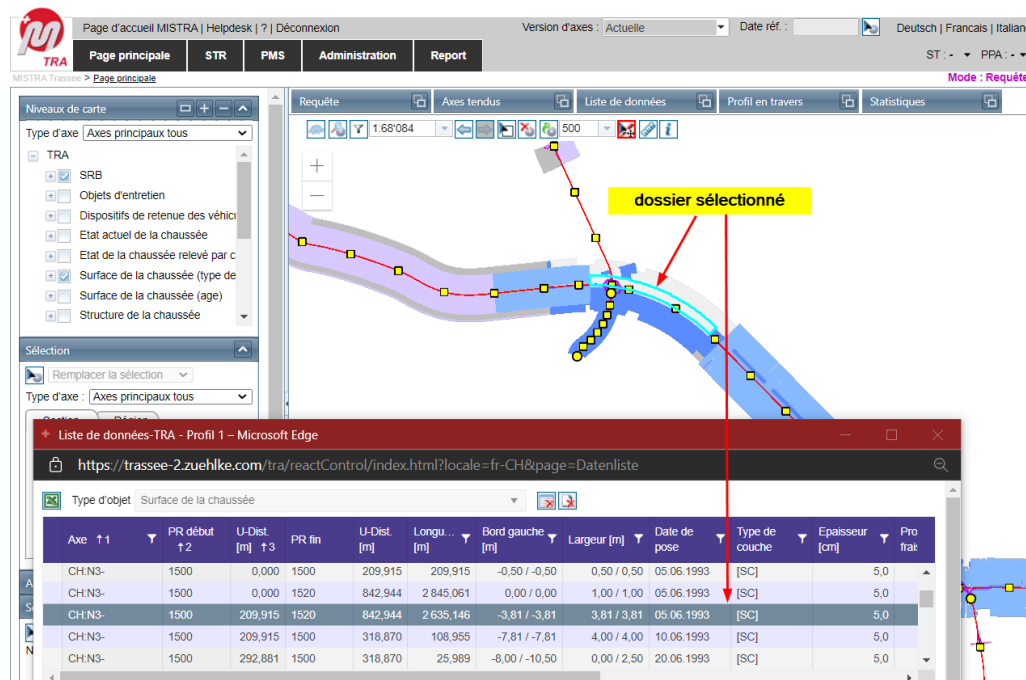 Page d'accueil MISTRA | Helpdesk | ? | Déconnexion
Version d'axes : Actuelle
Date réf. :
Deutsch | Francais | Italian
TRA
Page principale STR PMS Administration Report
ST : - PPA : -
MISTRA Trassee > Page principale
Mode : Requête
Niveaux de carte
Requête Axes tendus Liste de données Profil en travers Statistiques
Type d'axe Axes principaux tous
1:68'084 500
TRA
SRB
Objets d'entretien
Dispositifs de retenue des véhicu
Etat actuel de la chaussée
Etat de la chaussée relevé par c
Surface de la chaussée (type de
Surface de la chaussée (age)
Structure de la chaussée
dossier sélectionné
Sélection
Remplacer la sélection
Type d'axe : Axes principaux tous
Liste de données-TRA - Profil 1 – Microsoft Edge
https://trassee-2.zuehlke.com/tra/reactControl/index.html?locale=fr-CH&page=Datenliste
Type d'objet Surface de la chaussée
Axe ↑1 PR début ↑2 U-Dist. [m] ↑3 PR fin U-Dist. [m] Longu... [m] Bord gauche [m] Largeur [m] Date de pose Type de couche Epaisseur [cm] Pro frais
CH:N3- 1500 0,000 1500 209,915 209,915 -0,50 / -0,50 0,50 / 0,50 05.06.1993 [SC] 5,0
CH:N3- 1500 0,000 1520 842,944 2 845,061 0,00 / 0,00 1,00 / 1,00 05.06.1993 [SC] 5,0
CH:N3- 1500 209,915 1520 842,944 2 635,146 -3,81 / -3,81 3,81 / 3,81 05.06.1993 [SC] 5,0
CH:N3- 1500 209,915 1500 318,870 108,955 -7,81 / -7,81 4,00 / 4,00 10.06.1993 [SC] 5,0
CH:N3- 1500 292,881 1500 318,870 25,989 -8,00 / -10,50 0,00 / 2,50 20.06.1993 [SC] 5,0